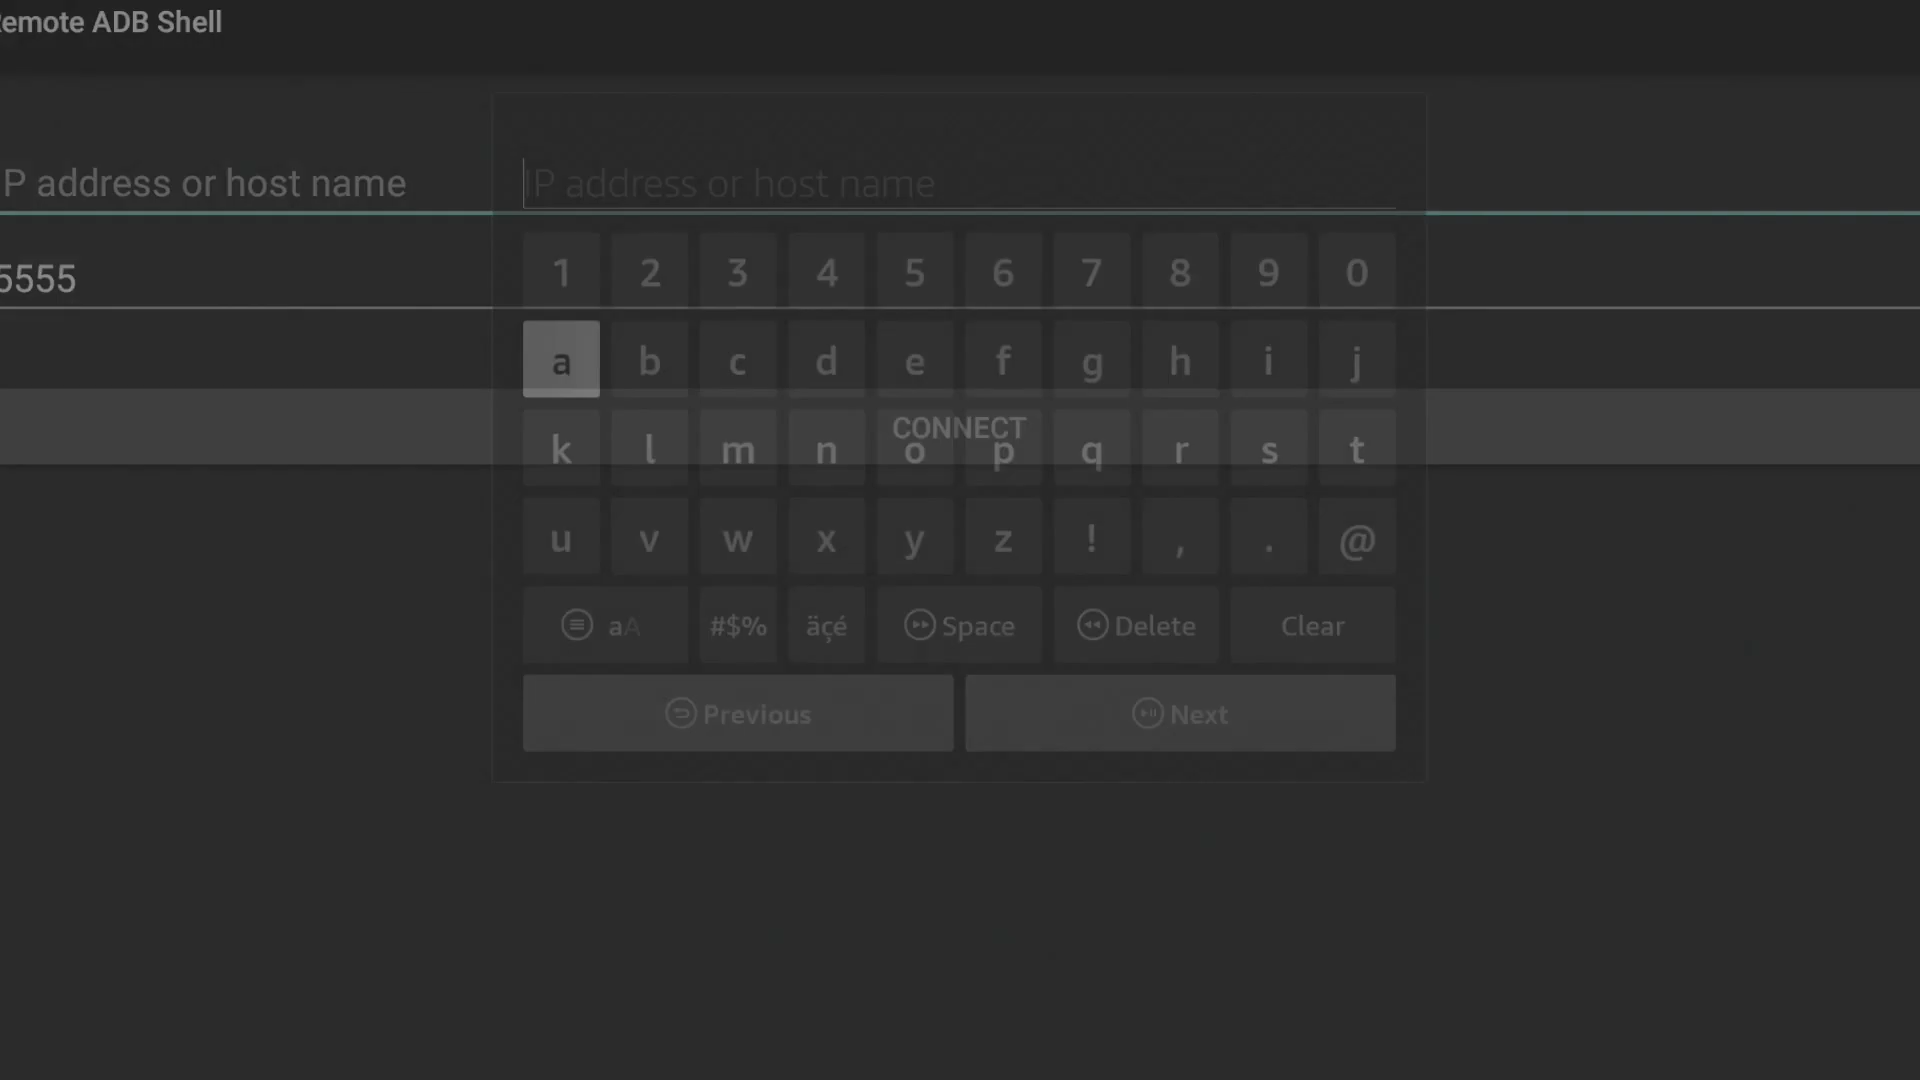 emote ADB Shell
P address or host name
IP address or host name
5555
1 2 3 4 5 6 7 8 9 0
a b c d e f g h i j
CONNECT
k l m n o p q r s t
u v w x y z ! , . @
aA #$% äçé Space Delete Clear
Previous Next